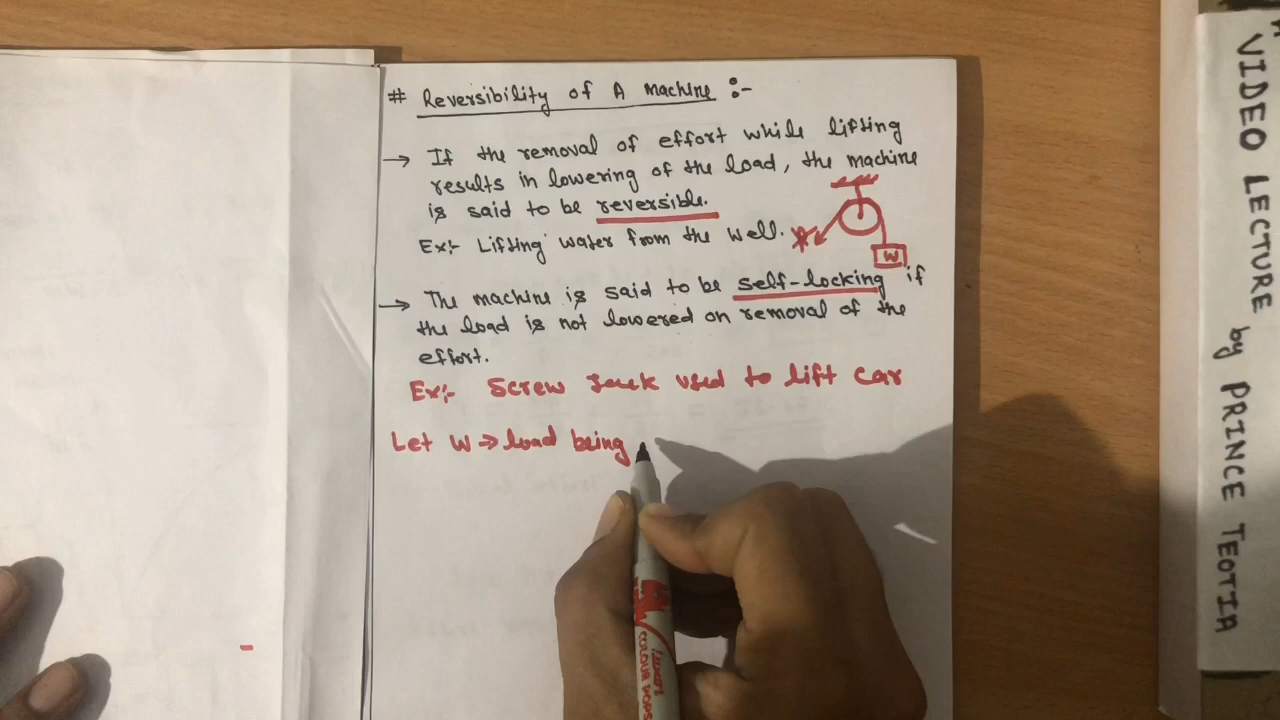 # Reversibility of A machine :-
→ If the removal of effort while lifting
results in lowering of the load, the machine
is said to be reversible.
Ex:- Lifting water from the well.
W
→ The machine is said to be self-locking if
the load is not lowered on removal of the
effort.
Ex:- Screw Jack used to lift car
Let W → load being
VIDEO LECTURE by PRINCE TEOTIA
Luxor
COLOUR POPS